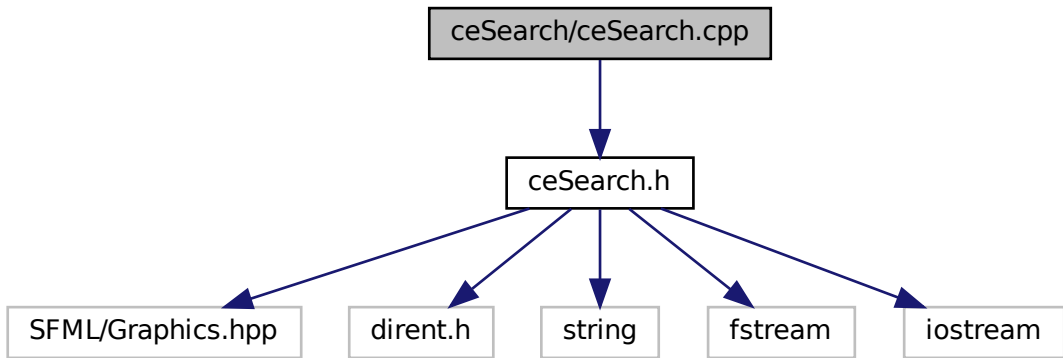 ceSearch/ceSearch.cpp
ceSearch.h
SFML/Graphics.hpp
dirent.h
string
fstream
iostream